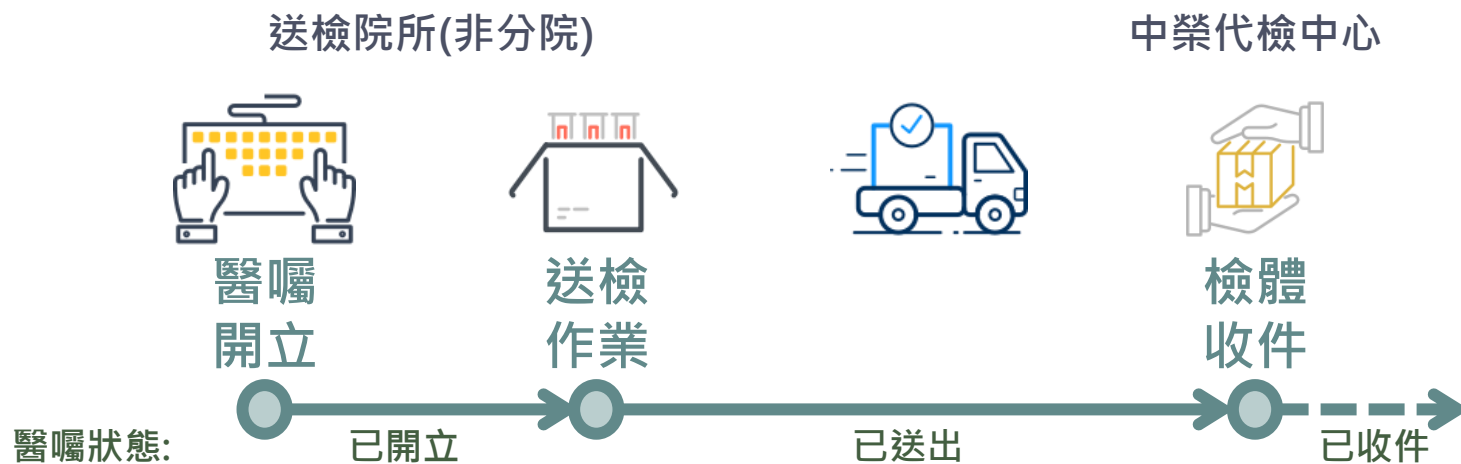 送檢院所(非分院)
中榮代檢中心
醫囑
開立
送檢
作業
檢體
收件
醫囑狀態:
已開立
已送出
已收件